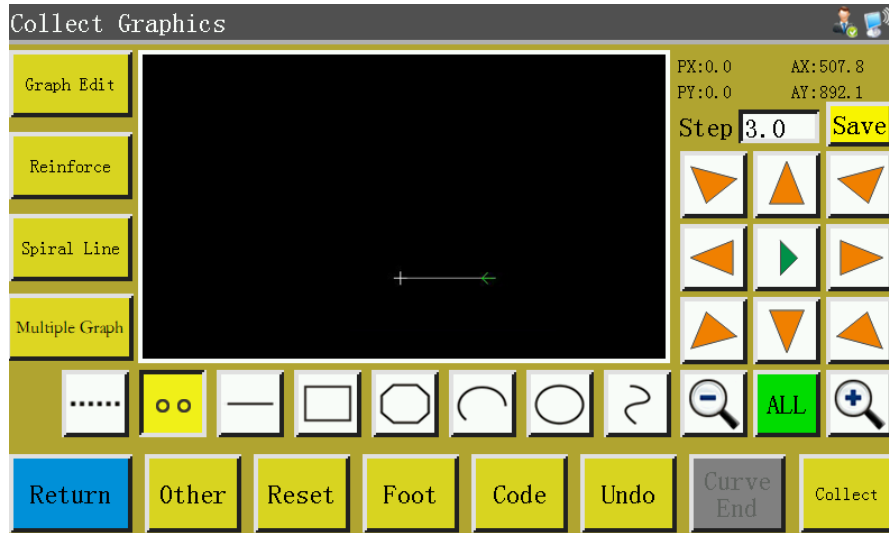 Collect Graphics
Graph Edit
PX:0.0 AX:507.8
PY:0.0 AY:892.1
Step 3.0 Save
Reinforce
Spiral Line
Multiple Graph
ALL
Return Other Reset Foot Code Undo Curve End Collect